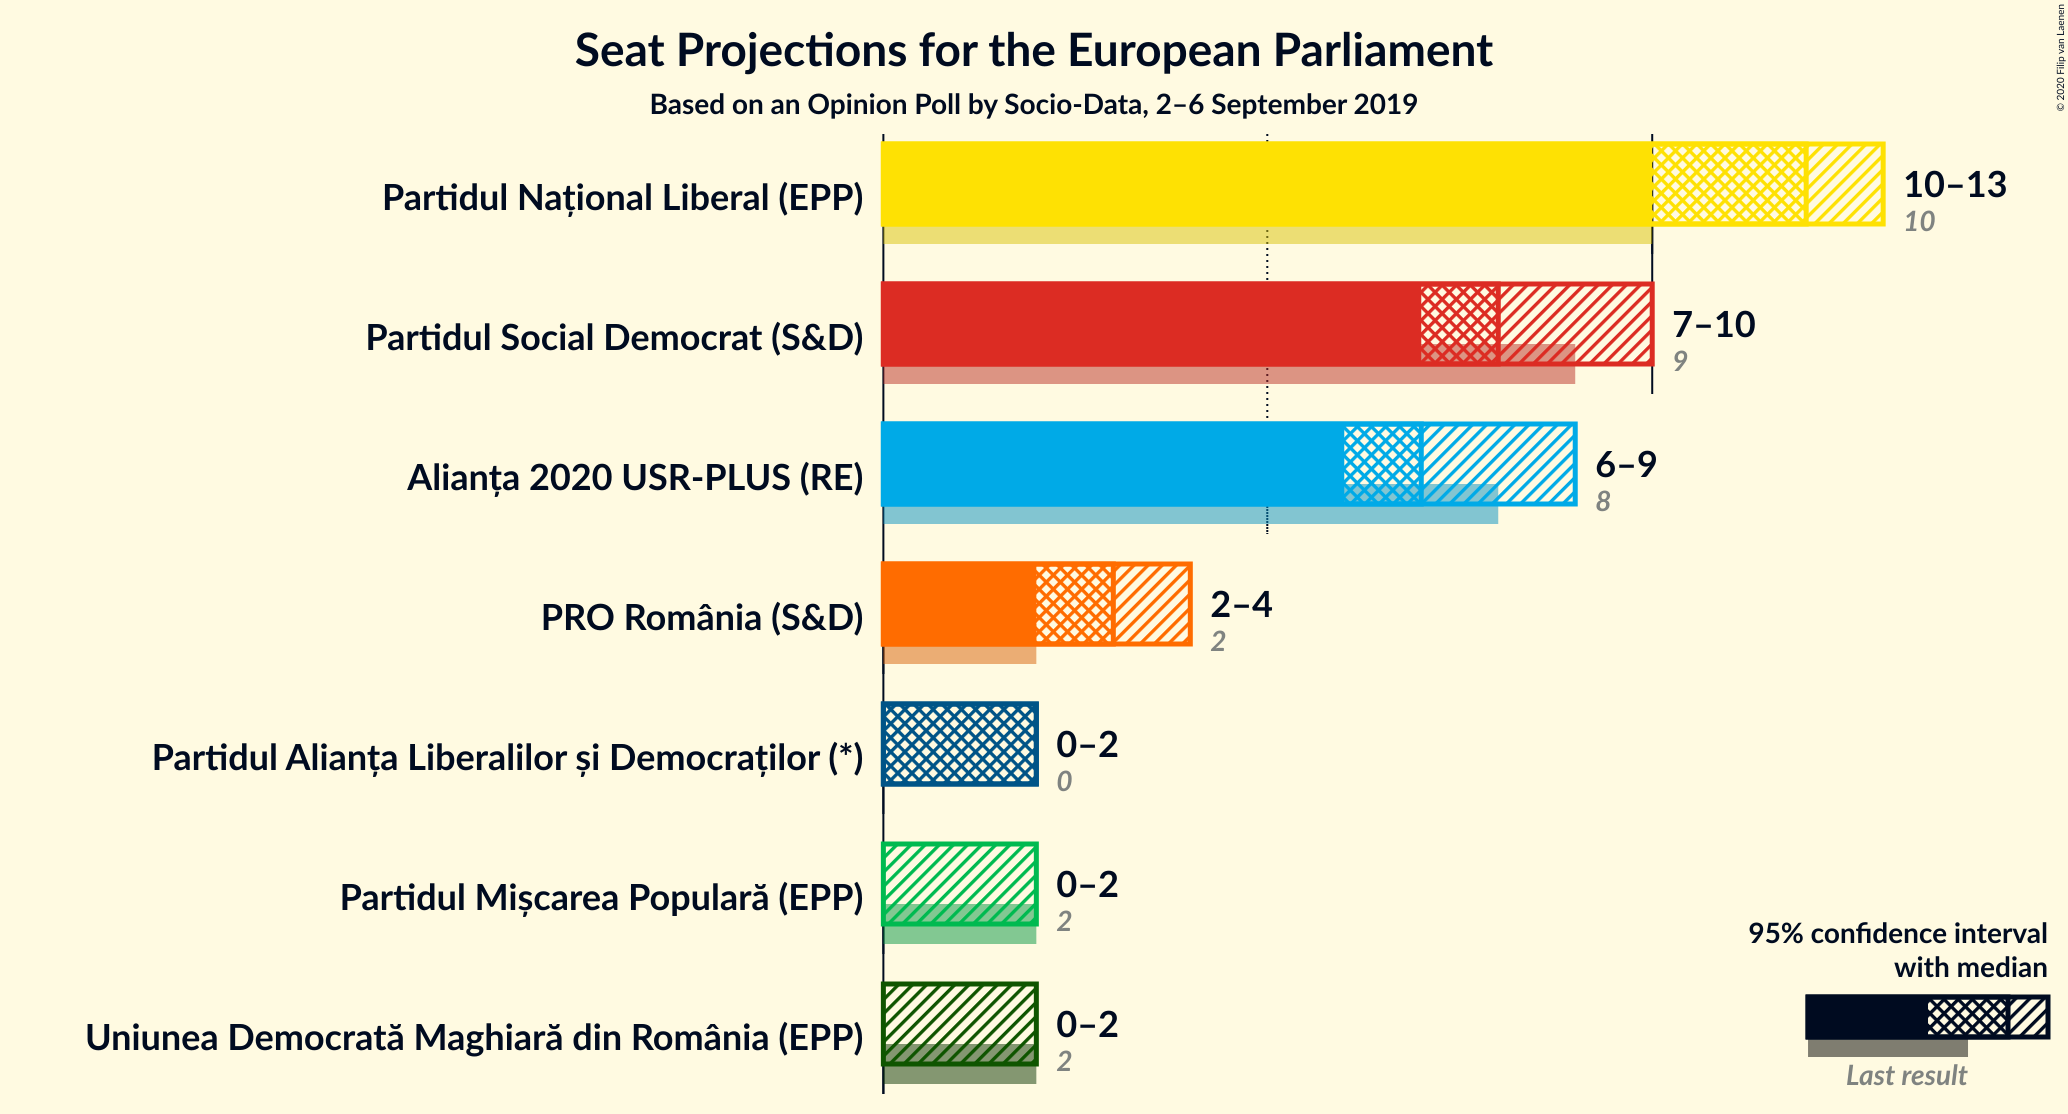 Seat Projections for the European Parliament
Based on an Opinion Poll by Socio-Data, 2–6 September 2019
© 2020 Filip van Laenen
Partidul Național Liberal (EPP)
10–13
10
Partidul Social Democrat (S&D)
7–10
9
Alianța 2020 USR-PLUS (RE)
6–9
8
PRO România (S&D)
2–4
2
Partidul Alianța Liberalilor și Democraților (*)
0–2
0
Partidul Mișcarea Populară (EPP)
0–2
2
Uniunea Democrată Maghiară din România (EPP)
0–2
2
95% confidence interval
with median
Last result